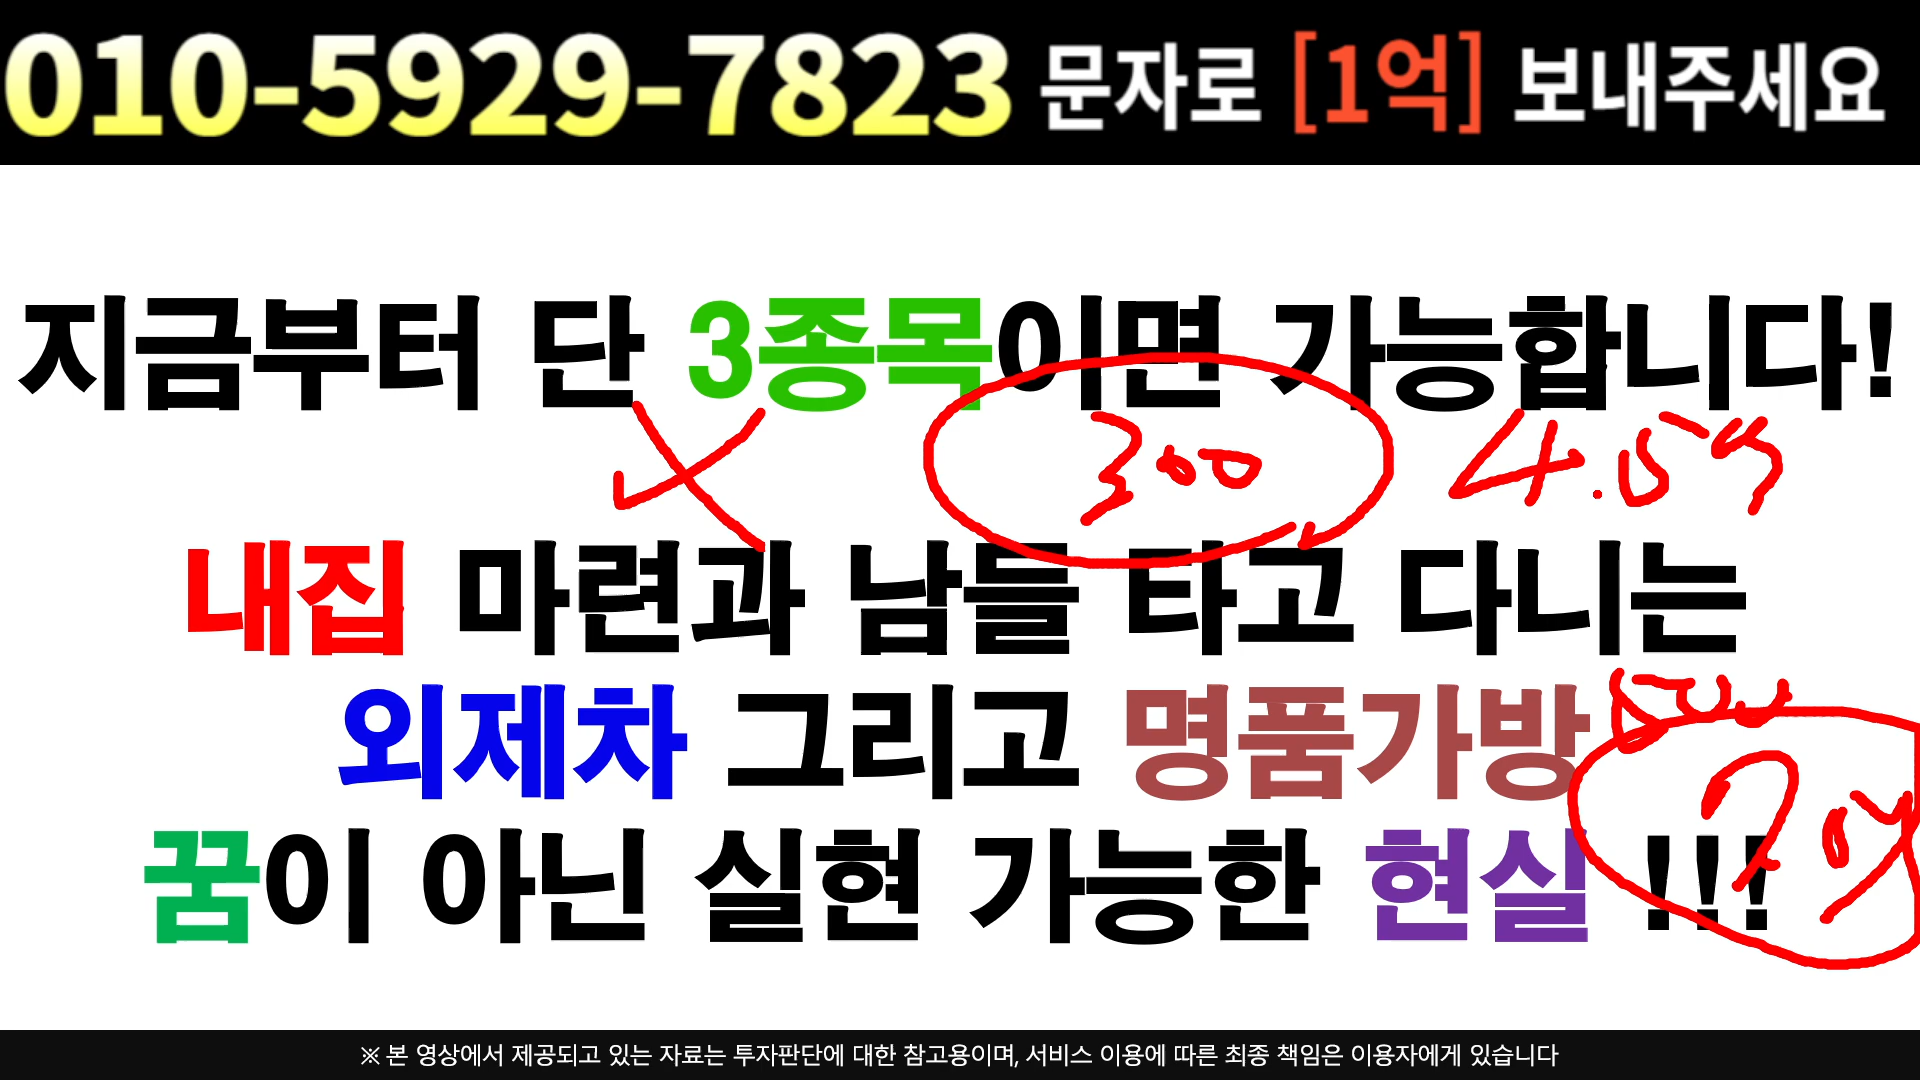 010-5929-7823 문자로 [1억] 보내주세요
지금부터 단 3종목이면 가능합니다!
300
내집 마련과 남들 타고 다니는
외제차 그리고 명품가방
500
꿈이 아닌 실현 가능한 현실 !!!
※ 본 영상에서 제공되고 있는 자료는 투자판단에 대한 참고용이며, 서비스 이용에 따른 최종 책임은 이용자에게 있습니다